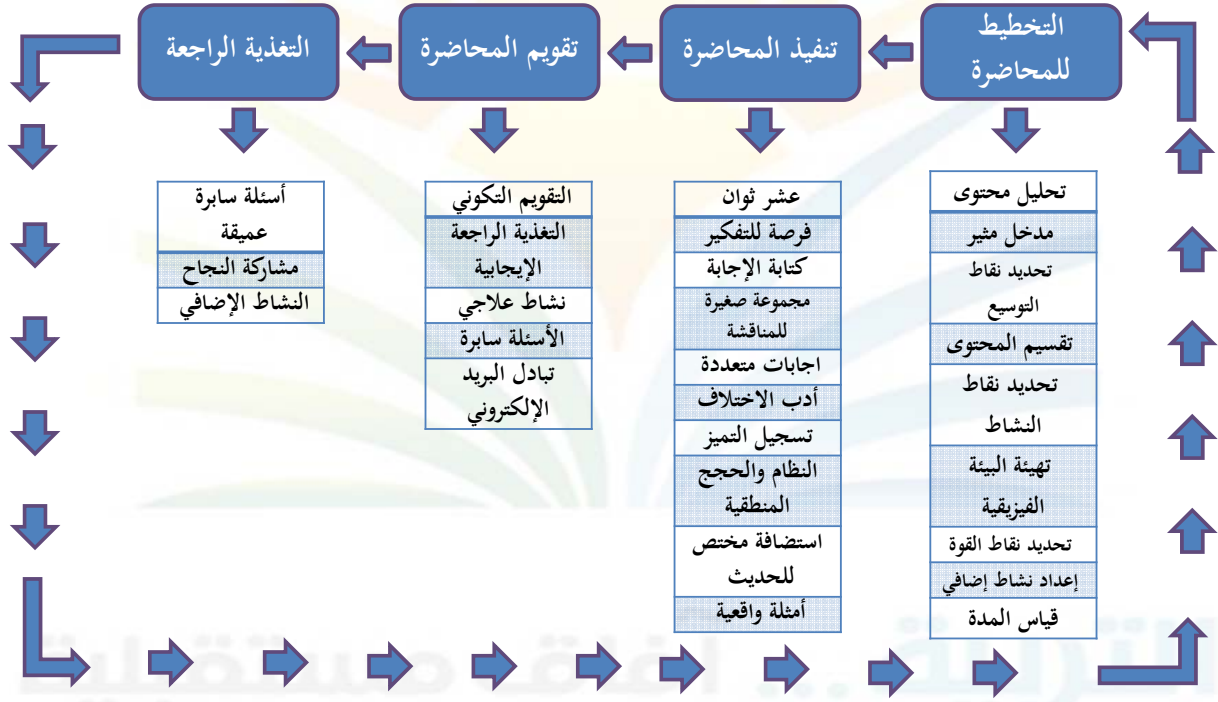 التخطيط
للمحاضرة
تنفيذ المحاضرة
تقويم المحاضرة
التغذية الراجعة
تحليل محتوى
مدخل مثير
تحديد نقاط
التوسيع
تقسيم المحتوى
تحديد نقاط
النشاط
تهيئة البيئة
الفيزيقية
تحديد نقاط القوة
إعداد نشاط إضافي
قياس المدة
عشر ثوان
فرصة للتفكير
كتابة الإجابة
مجموعة صغيرة
للمناقشة
اجابات متعددة
أدب الاختلاف
تسجيل التميز
النظام والحجج
المنطقية
استضافة مختص
للحديث
أمثلة واقعية
التقويم التكوني
التغذية الراجعة
الإيجابية
نشاط علاجي
الأسئلة سابرة
تبادل البريد
الإلكتروني
أسئلة سابرة
عميقة
مشاركة النجاح
النشاط الإضافي